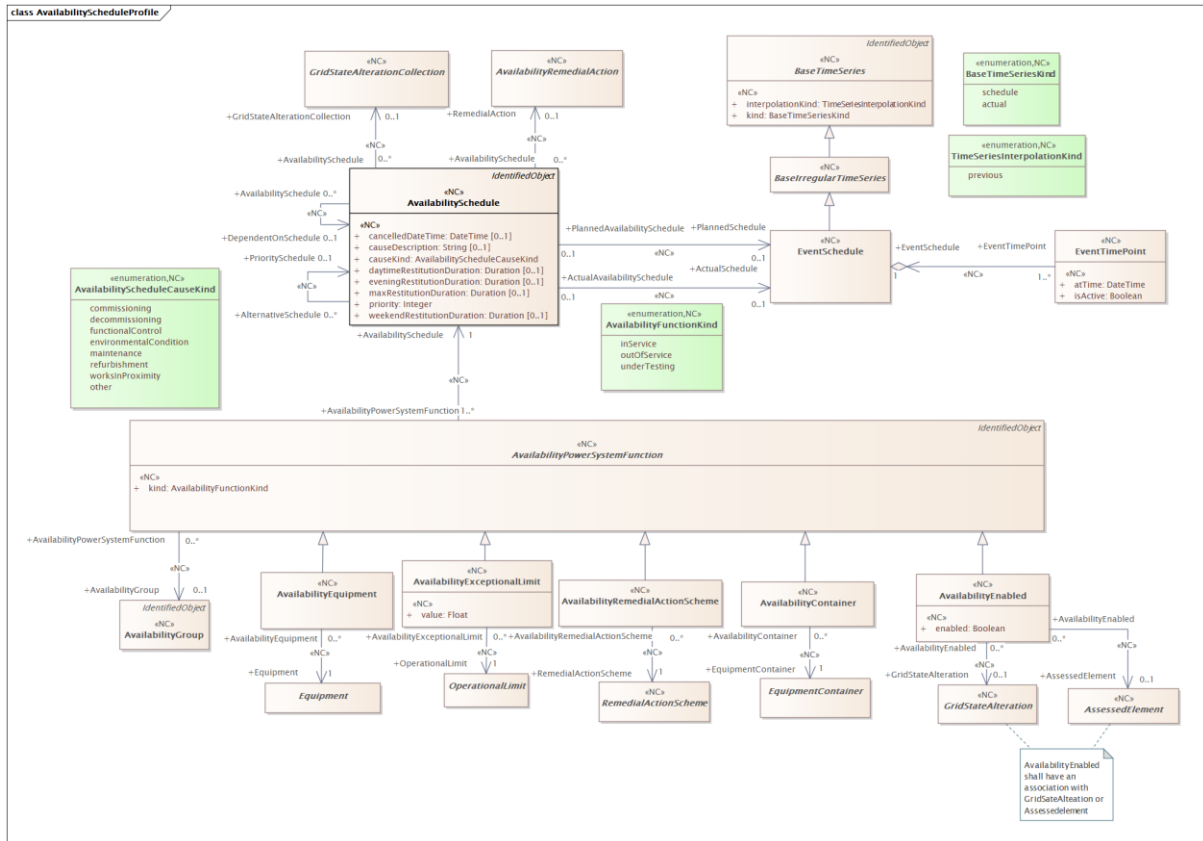 class AvailabilityScheduleProfile
«NC»
GridStateAlterationCollection
«NC»
AvailabilityRemedialAction
IdentifiedObject
«NC»
BaseTimeSeries
«NC»
+ interpolationKind: TimeSeriesInterpolationKind
+ kind: BaseTimeSeriesKind
«enumeration,NC»
BaseTimeSeriesKind
schedule
actual
+GridStateAlterationCollection 0..1
+RemedialAction 0..1
«NC»
«NC»
+AvailabilitySchedule 0..*
+AvailabilitySchedule 0..*
«enumeration,NC»
TimeSeriesInterpolationKind
previous
«NC»
BaseIrregularTimeSeries
IdentifiedObject
«NC»
AvailabilitySchedule
«NC»
+ cancelledDateTime: DateTime [0..1]
+ causeDescription: String [0..1]
+ causeKind: AvailabilityScheduleCauseKind
+ daytimeRestitutionDuration: Duration [0..1]
+ eveningRestitutionDuration: Duration [0..1]
+ maxRestitutionDuration: Duration [0..1]
+ priority: Integer
+ weekendRestitutionDuration: Duration [0..1]
+AvailabilitySchedule 0..*
«NC»
+DependentOnSchedule 0..1
+PrioritySchedule 0..1
«NC»
+AlternativeSchedule 0..*
+PlannedAvailabilitySchedule +PlannedSchedule
0..1 «NC» 0..1
+ActualAvailabilitySchedule +ActualSchedule
0..1 «NC» 0..1
«NC»
EventSchedule
+EventSchedule +EventTimePoint
1 «NC» 1..*
«NC»
EventTimePoint
«NC»
+ atTime: DateTime
+ isActive: Boolean
«enumeration,NC»
AvailabilityScheduleCauseKind
commissioning
decommissioning
functionalControl
environmentalCondition
maintenance
refurbishment
worksInProximity
other
«enumeration,NC»
AvailabilityFunctionKind
inService
outOfService
underTesting
+AvailabilitySchedule 1
«NC»
+AvailabilityPowerSystemFunction 1..*
IdentifiedObject
«NC»
AvailabilityPowerSystemFunction
«NC»
+ kind: AvailabilityFunctionKind
+AvailabilityPowerSystemFunction 0..*
«NC»
+AvailabilityGroup 0..1
IdentifiedObject
«NC»
AvailabilityGroup
«NC»
AvailabilityEquipment
+AvailabilityEquipment 0..*
«NC»
+Equipment 1
Equipment
«NC»
AvailabilityExceptionalLimit
«NC»
+ value: Float
+AvailabilityExceptionalLimit 0..*
«NC»
+OperationalLimit 1
«NC»
OperationalLimit
«NC»
AvailabilityRemedialActionScheme
+AvailabilityRemedialActionScheme 0..*
«NC»
+RemedialActionScheme 1
«NC»
RemedialActionScheme
«NC»
AvailabilityContainer
+AvailabilityContainer 0..*
«NC»
+EquipmentContainer 1
EquipmentContainer
«NC»
AvailabilityEnabled
«NC»
+ enabled: Boolean
+AvailabilityEnabled 0..*
«NC»
+GridStateAlteration 0..1
«NC»
GridStateAlteration
+AvailabilityEnabled
0..*
«NC»
+AssessedElement 0..1
«NC»
AssessedElement
AvailabilityEnabled
shall have an
association with
GridSateAlteation or
Assessedelement